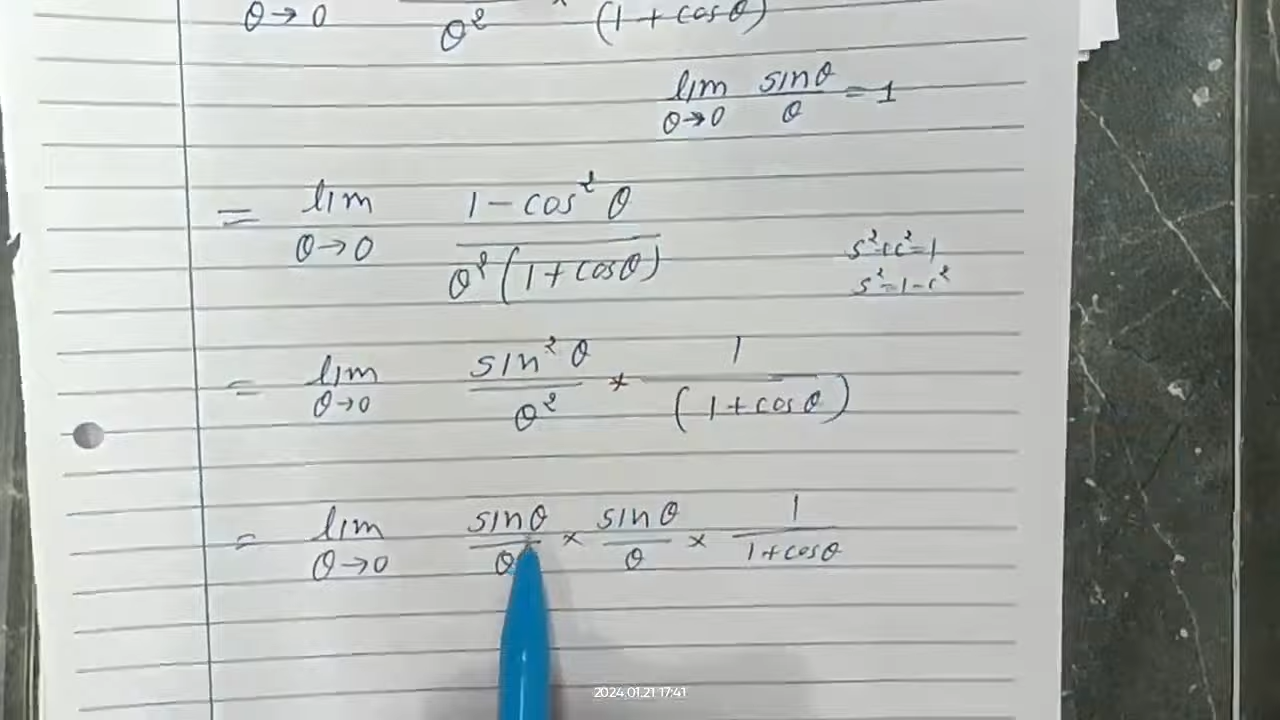 θ→0 θ² × (1+cosθ)
lim sinθ/θ = 1
θ→0
= lim 1-cos²θ
θ→0 θ²(1+cosθ)
s²+c²=1
s²=1-c²
= lim sin²θ/θ² * 1/(1+cosθ)
θ→0
= lim sinθ/θ × sinθ/θ × 1/1+cosθ
θ→0
2024.01.21 17:41